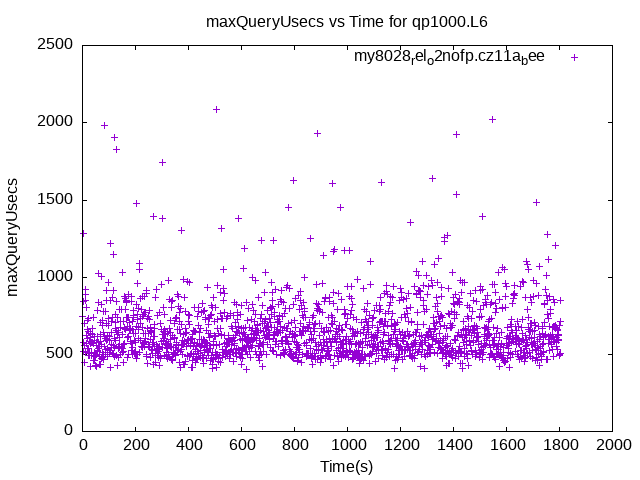 maxQueryUsecs vs Time for qp1000.L6
my8028relo2nofp.cz11abee
2500
2000
1500
1000
500
0
maxQueryUsecs
0 200 400 600 800 1000 1200 1400 1600 1800 2000
Time(s)